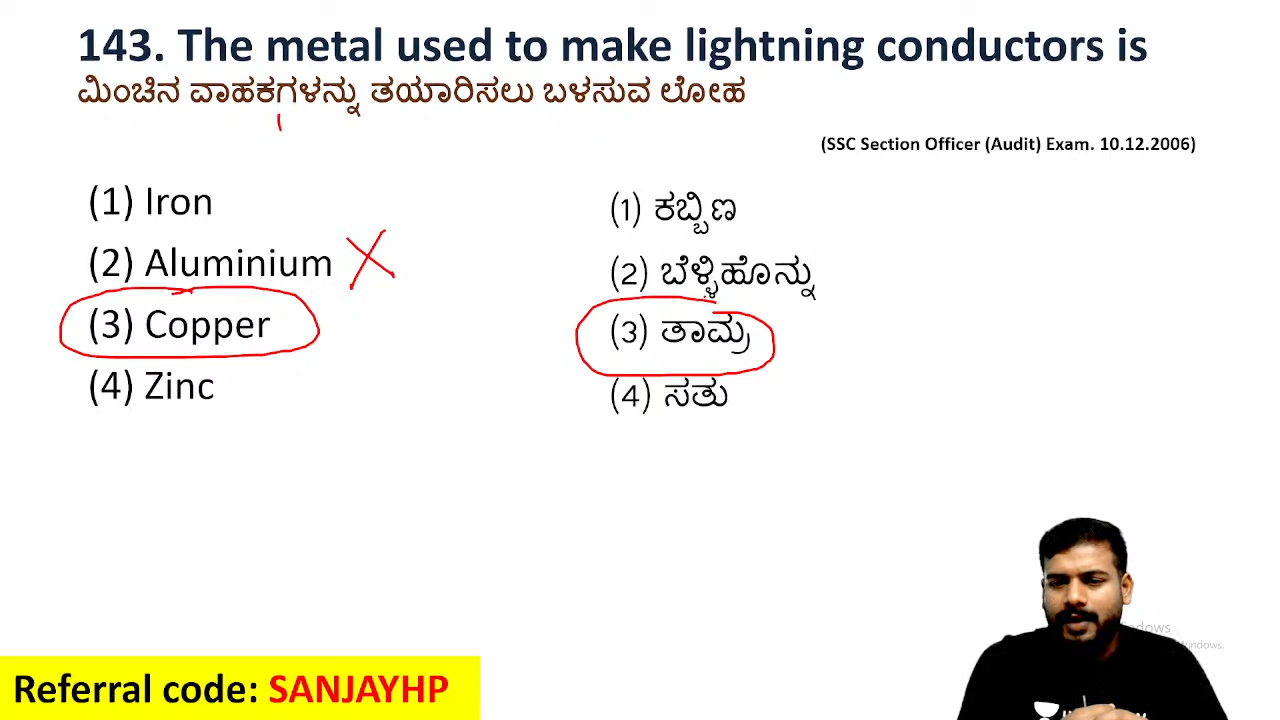 143. The metal used to make lightning conductors is
ಮಿಂಚಿನ ವಾಹಕಗಳನ್ನು ತಯಾರಿಸಲು ಬಳಸುವ ಲೋಹ
(SSC Section Officer (Audit) Exam. 10.12.2006)
(1) Iron
(2) Aluminium
(3) Copper
(4) Zinc
(1) ಕಬ್ಬಿಣ
(2) ಬೆಳ್ಳಿಹೊನ್ನು
(3) ತಾಮ್ರ
(4) ಸತು
Windows.
Referral code: SANJAYHP